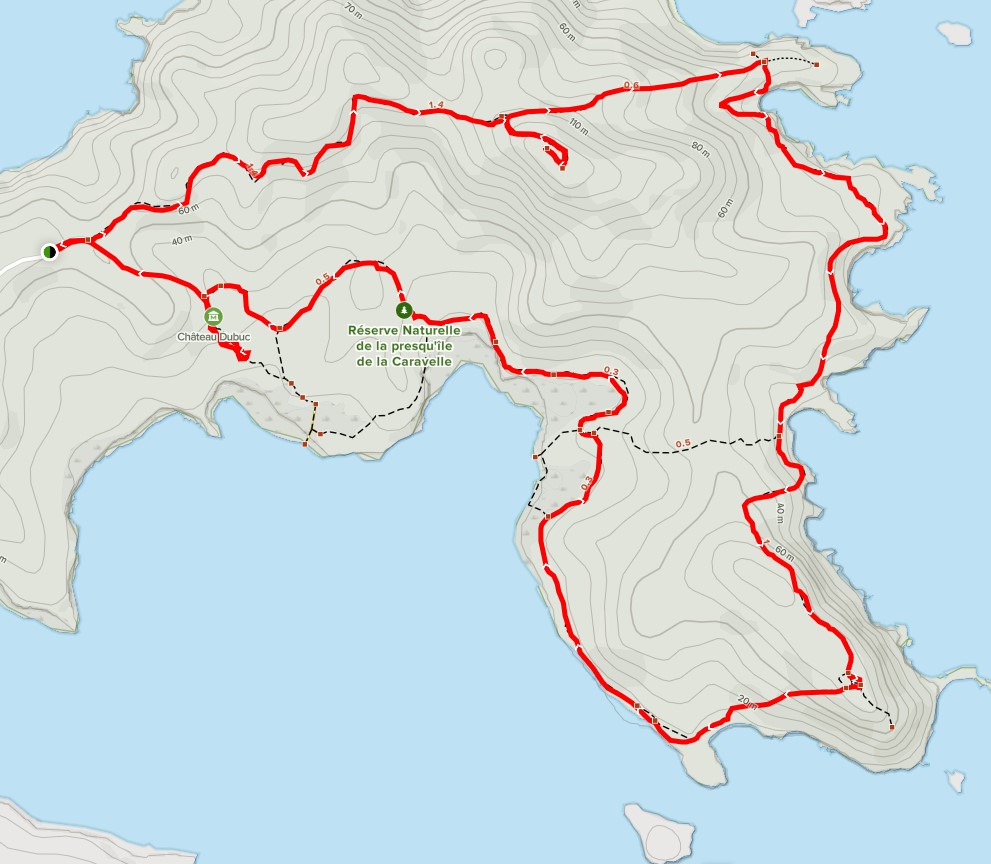 70 m
60 m
0.6
1.4
110 m
80 m
60 m
60 m
40 m
0.5
Château Dubuc
Réserve Naturelle
de la presqu'île
de la Caravelle
0.3
0.5
0.3
40 m
1
60 m
20 m
m